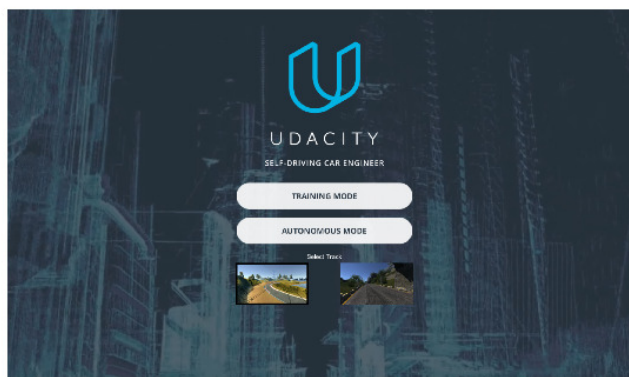 UDACITY
SELF-DRIVING CAR ENGINEER
TRAINING MODE
AUTONOMOUS MODE
Select Track